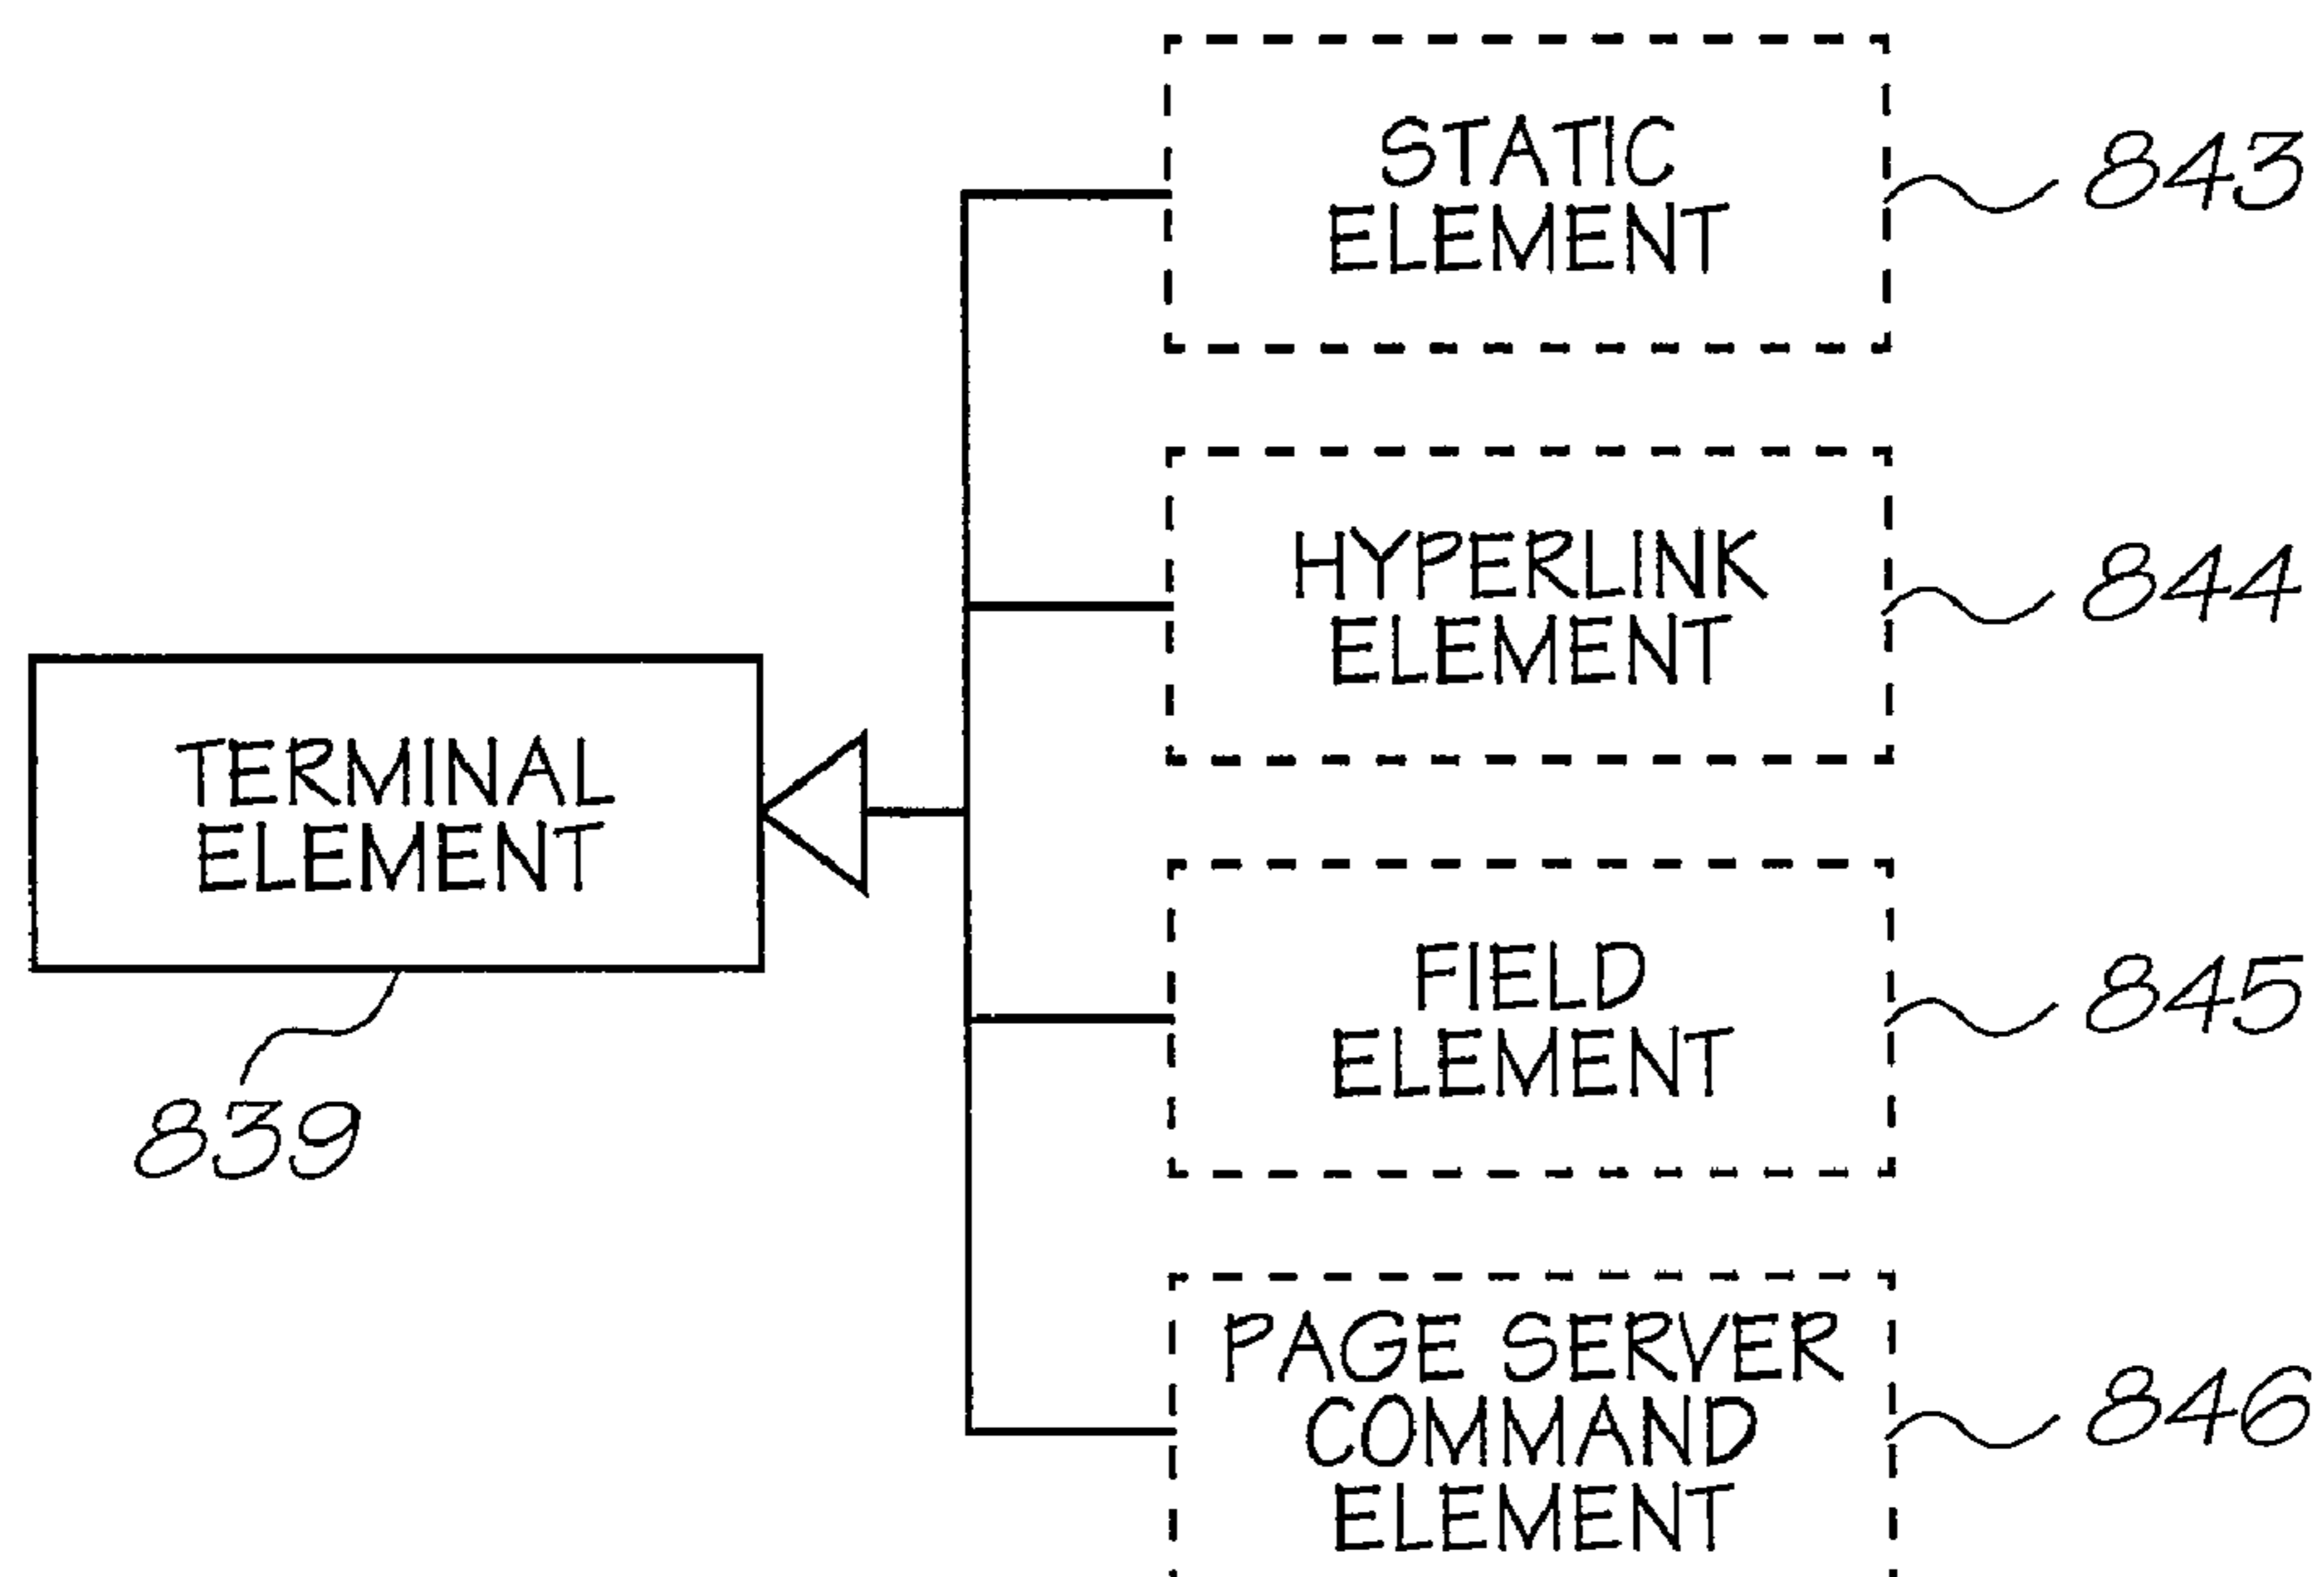 STATIC
ELEMENT
843
HYPERLINK
ELEMENT
844
TERMINAL
ELEMENT
839
FIELD
ELEMENT
845
PAGE SERVER
COMMAND
ELEMENT
846